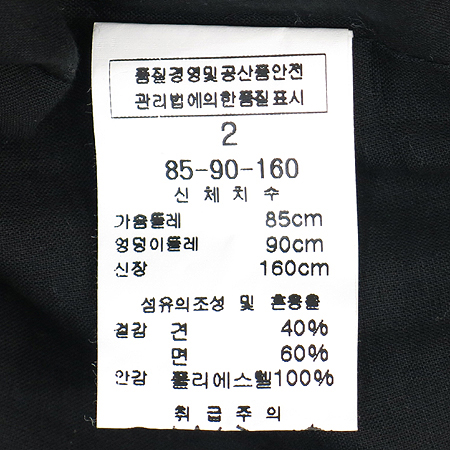 품질경영및공산품안전
관리법에의한품질표시
2
85-90-160
신체치수
가슴둘레 85cm
엉덩이둘레 90cm
신장 160cm
섬유의조성 및 혼용율
겉감 견 40%
면 60%
안감 폴리에스텔100%
취급주의